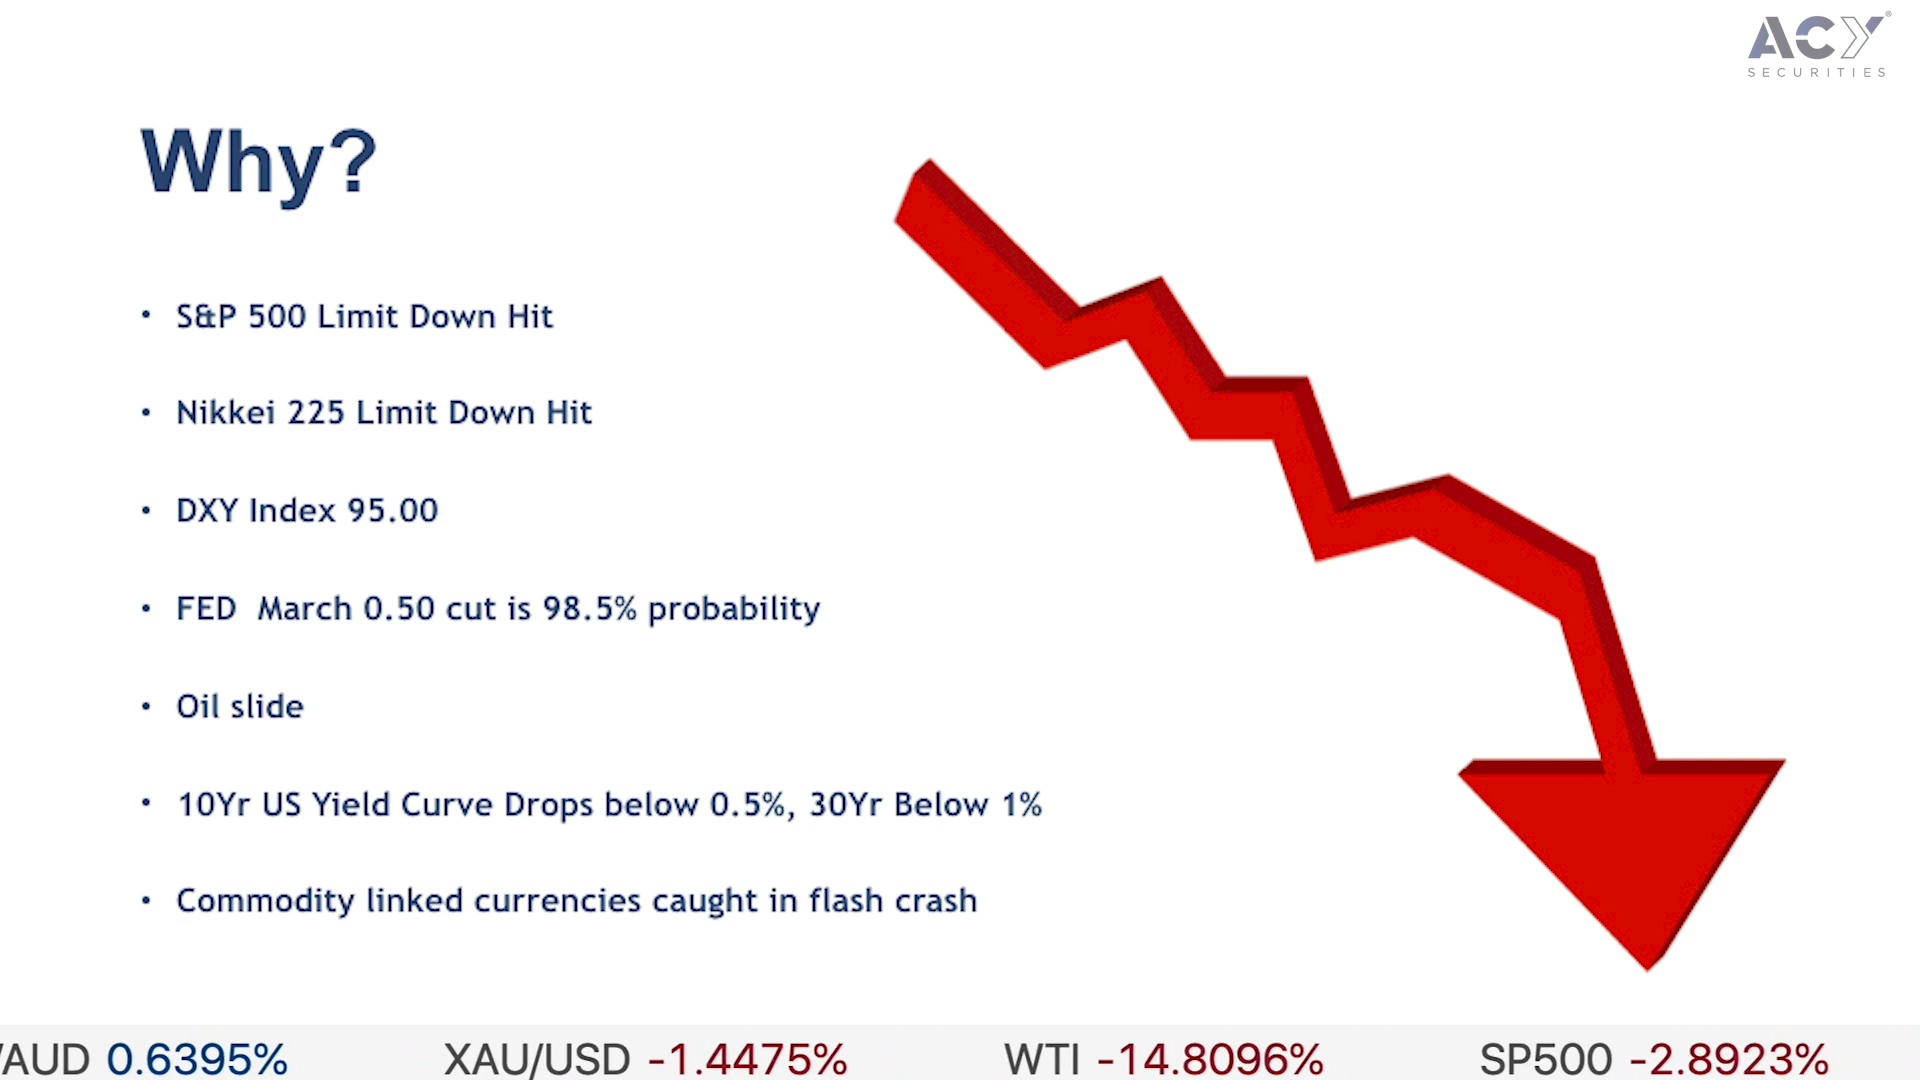 ACY
SECURITIES
Why?
• S&P 500 Limit Down Hit
• Nikkei 225 Limit Down Hit
• DXY Index 95.00
• FED  March 0.50 cut is 98.5% probability
• Oil slide
• 10Yr US Yield Curve Drops below 0.5%, 30Yr Below 1%
• Commodity linked currencies caught in flash crash
/AUD 0.6395% XAU/USD -1.4475% WTI -14.8096% SP500 -2.8923%